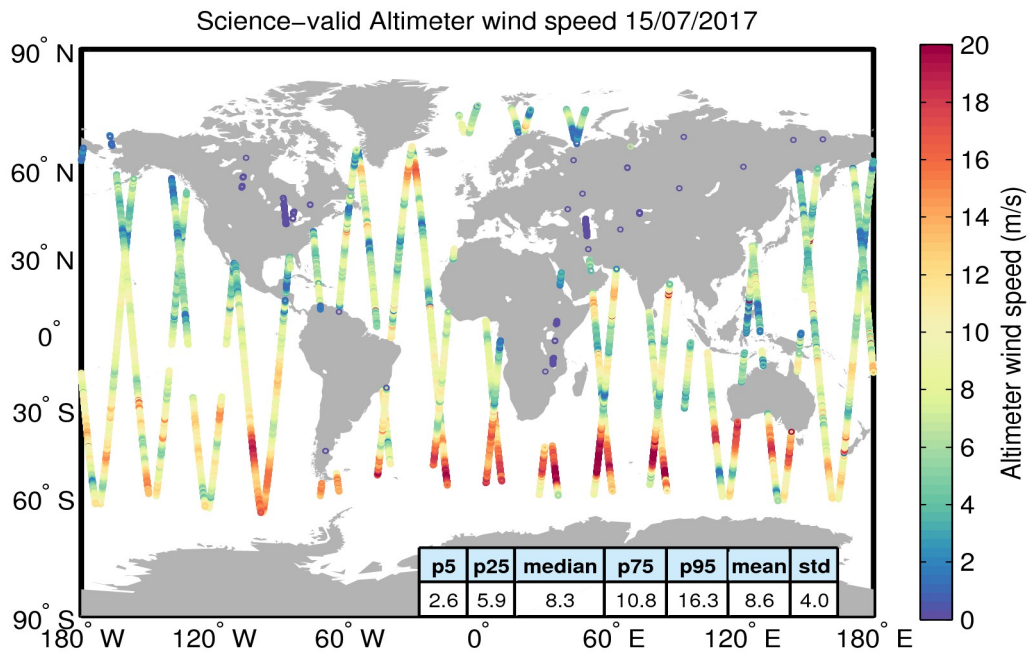 Science−valid Altimeter wind speed 15/07/2017
90° N
60° N
30° N
0°
30° S
60° S
90° S
180° W
120° W
60° W
0°
60° E
120° E
180° E
p5 p25 median p75 p95 mean std
2.6 5.9 8.3 10.8 16.3 8.6 4.0
20
18
16
14
12
10
8
6
4
2
0
Altimeter wind speed (m/s)